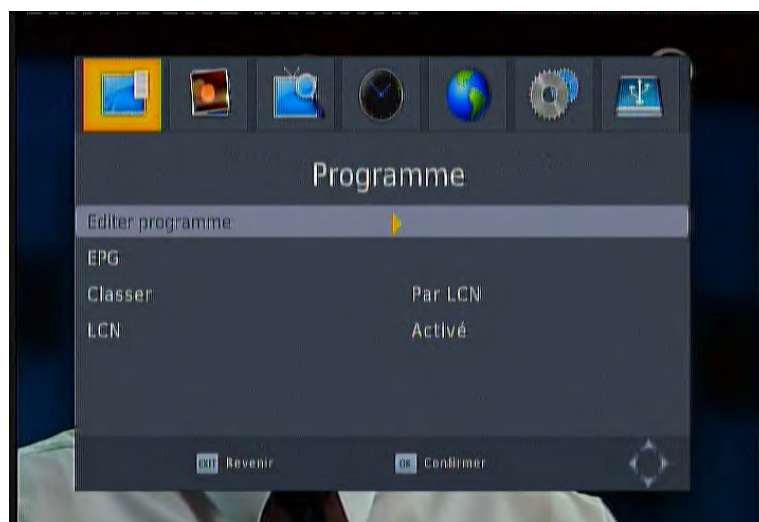 Programme
Editer programme
EPG
Classer Par LCN
LCN Activé
EXIT Revenir OK Confirmer